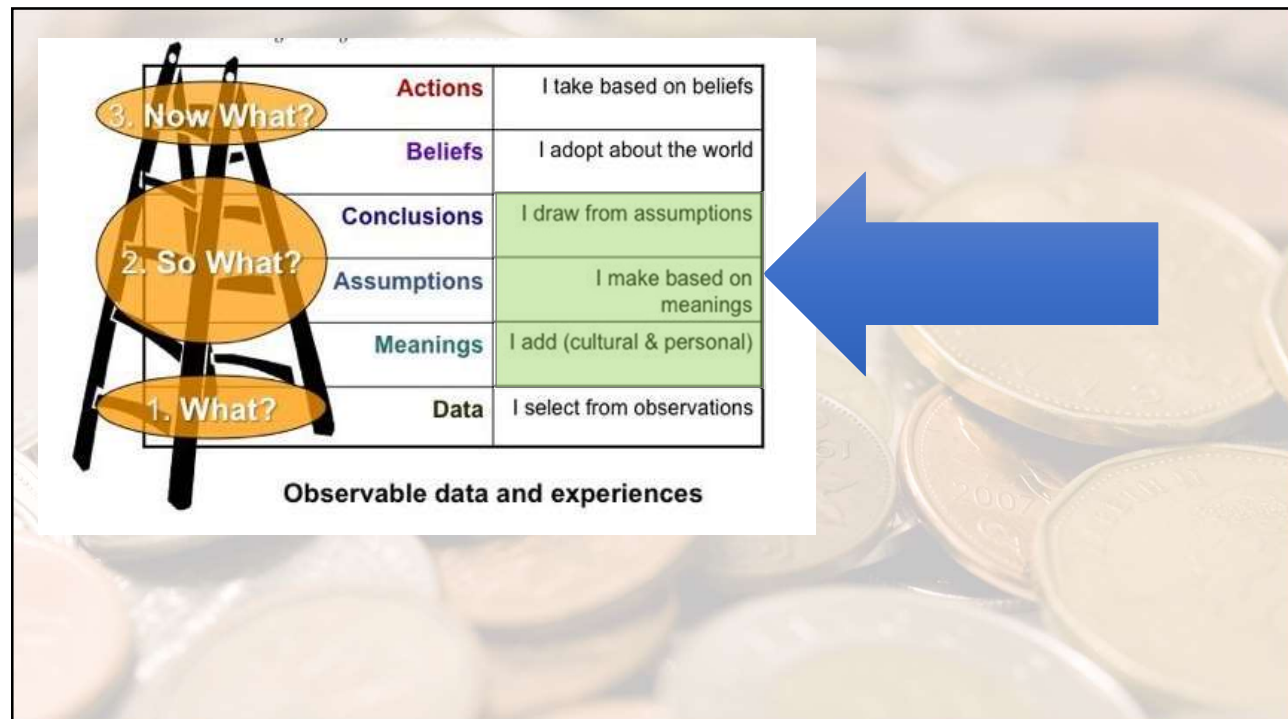 3. Now What?
Actions
I take based on beliefs
Beliefs
I adopt about the world
2. So What?
Conclusions
I draw from assumptions
Assumptions
I make based on
meanings
Meanings
I add (cultural & personal)
1. What?
Data
I select from observations
Observable data and experiences
2007